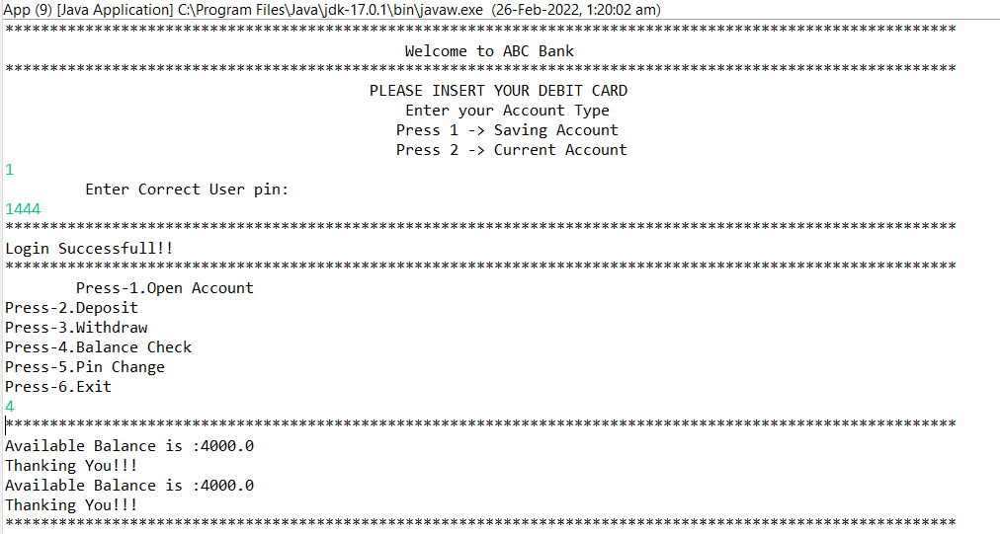 App (9) [Java Application] C:\Program Files\Java\jdk-17.0.1\bin\javaw.exe (26-Feb-2022, 1:20:02 am)
***********************************************************************************************************
Welcome to ABC Bank
***********************************************************************************************************
PLEASE INSERT YOUR DEBIT CARD
Enter your Account Type
Press 1 -> Saving Account
Press 2 -> Current Account
1
Enter Correct User pin:
1444
***********************************************************************************************************
Login Successfull!!
***********************************************************************************************************
Press-1.Open Account
Press-2.Deposit
Press-3.Withdraw
Press-4.Balance Check
Press-5.Pin Change
Press-6.Exit
4
***********************************************************************************************************
Available Balance is :4000.0
Thanking You!!!
Available Balance is :4000.0
Thanking You!!!
***********************************************************************************************************